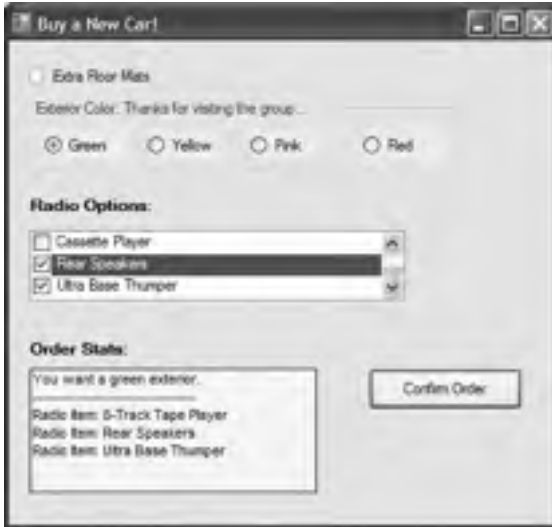 Buy a New Car!
Extra Floor Mats
Exterior Color: Thanks for visiting the group...
Green Yellow Pink Red
Radio Options:
Cassette Player
Rear Speakers
Ultra Base Thumper
Order Stats:
You want a green exterior.
Radio Item: 8-Track Tape Player
Radio Item: Rear Speakers
Radio Item: Ultra Base Thumper
Confirm Order